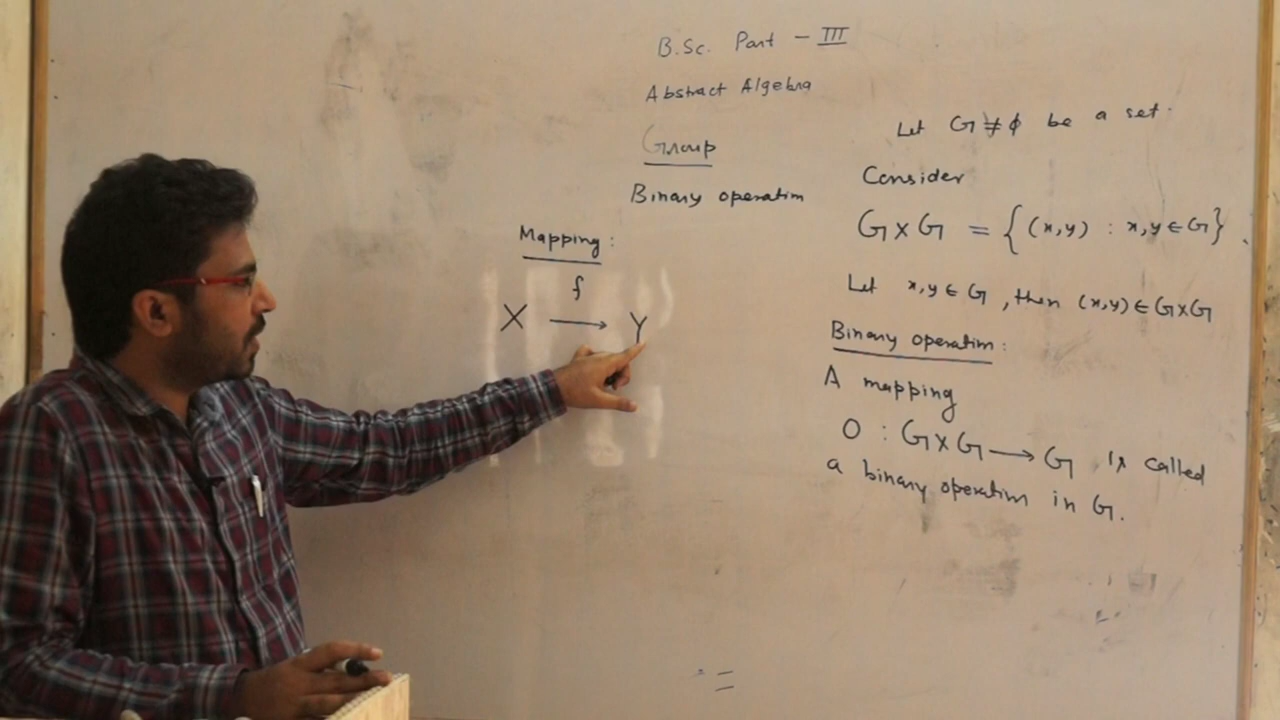 B.Sc. Part - III
Abstract Algebra
Group
Binary operation
Mapping :
f
X ⟶ Y
Let G ≠ ϕ be a set.
Consider
G×G = {(x,y) : x,y ∈ G}.
Let x,y ∈ G, then (x,y) ∈ G×G
Binary operation :
A mapping
O : G×G ⟶ G is called
a binary operation in G.